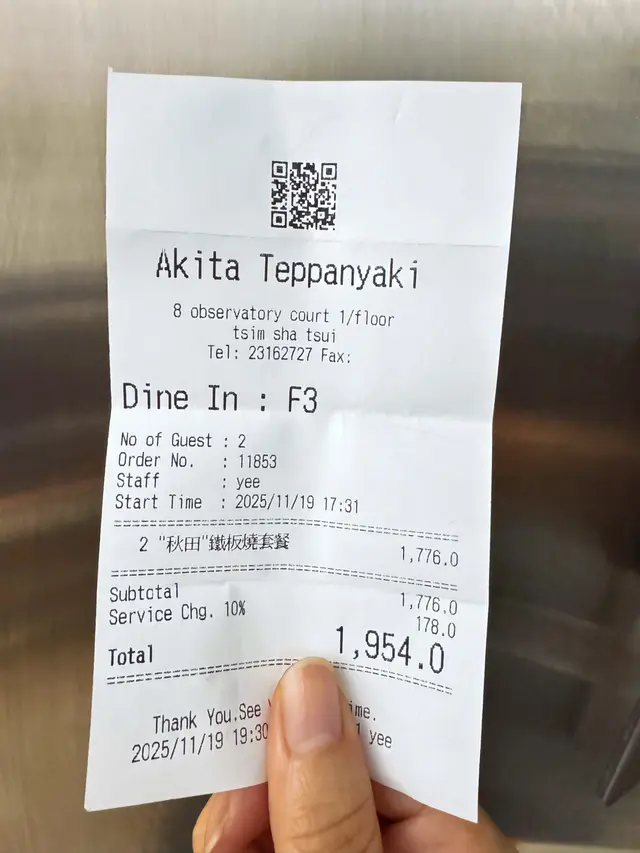 Akita Teppanyaki
8 observatory court 1/floor
tsim sha tsui
Tel: 23162727 Fax:
Dine In : F3
No of Guest : 2
Order No. : 11853
Staff : yee
Start Time : 2025/11/19 17:31
2 "秋田"鐵板燒套餐 1,776.0
Subtotal 1,776.0
Service Chg. 10% 178.0
Total 1,954.0
Thank You.See
2025/11/19 19:30 yee